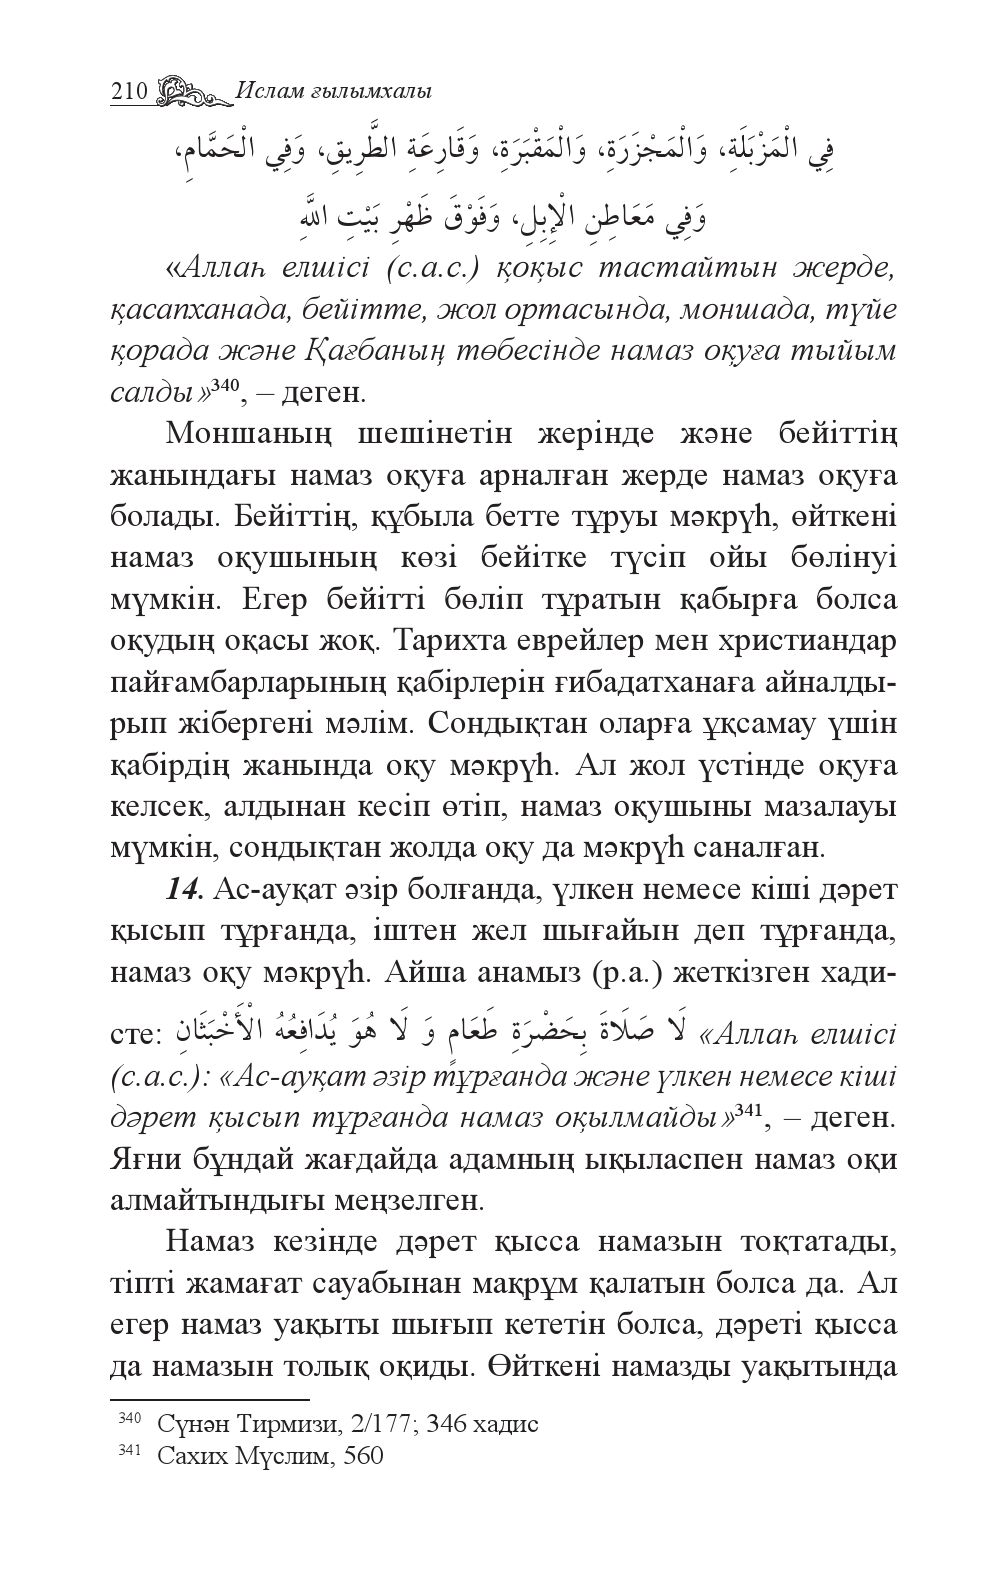 210 Ислам ғылымхалы
فِي الْمَزْبَلَةِ، وَالْمَجْزَرَةِ، وَالْمَقْبَرَةِ، وَقَارِعَةِ الطَّرِيقِ، وَفِي الْحَمَّامِ،
وَفِي مَعَاطِنِ الْإِبِلِ، وَفَوْقَ ظَهْرِ بَيْتِ اللَّهِ
«Аллаһ елшісі (с.а.с.) қоқыс тастайтын жерде,
қасапханада, бейітте, жол ортасында, моншада, түйе
қорада және Қағбаның төбесінде намаз оқуға тыйым
салды»³⁴⁰, – деген.
Моншаның шешінетін жерінде және бейіттің
жанындағы намаз оқуға арналған жерде намаз оқуға
болады. Бейіттің, құбыла бетте тұруы мәкрүһ, өйткені
намаз оқушының көзі бейітке түсіп ойы бөлінуі
мүмкін. Егер бейітті бөліп тұратын қабырға болса
оқудың оқасы жоқ. Тарихта еврейлер мен христиандар
пайғамбарларының қабірлерін ғибадатханаға айналды-
рып жібергені мәлім. Сондықтан оларға ұқсамау үшін
қабірдің жанында оқу мәкрүһ. Ал жол үстінде оқуға
келсек, алдынан кесіп өтіп, намаз оқушыны мазалауы
мүмкін, сондықтан жолда оқу да мәкрүһ саналған.
14. Ас-ауқат әзір болғанда, үлкен немесе кіші дәрет
қысып тұрғанда, іштен жел шығайын деп тұрғанда,
намаз оқу мәкрүһ. Айша анамыз (р.а.) жеткізген хади-
сте: لَا صَلَاةَ بِحَضْرَةِ طَعَامٍ وَ لَا هُوَ يُدَافِعُهُ الْأَخْبَثَانِ «Аллаһ елшісі
(с.а.с.): «Ас-ауқат әзір тұрғанда және үлкен немесе кіші
дәрет қысып тұрғанда намаз оқылмайды»³⁴¹, – деген.
Яғни бұндай жағдайда адамның ықыласпен намаз оқи
алмайтындығы меңзелген.
Намаз кезінде дәрет қысса намазын тоқтатады,
тіпті жамағат сауабынан мақрұм қалатын болса да. Ал
егер намаз уақыты шығып кететін болса, дәреті қысса
да намазын толық оқиды. Өйткені намазды уақытында
³⁴⁰ Сүнән Тирмизи, 2/177; 346 хадис
³⁴¹ Сахих Мүслим, 560